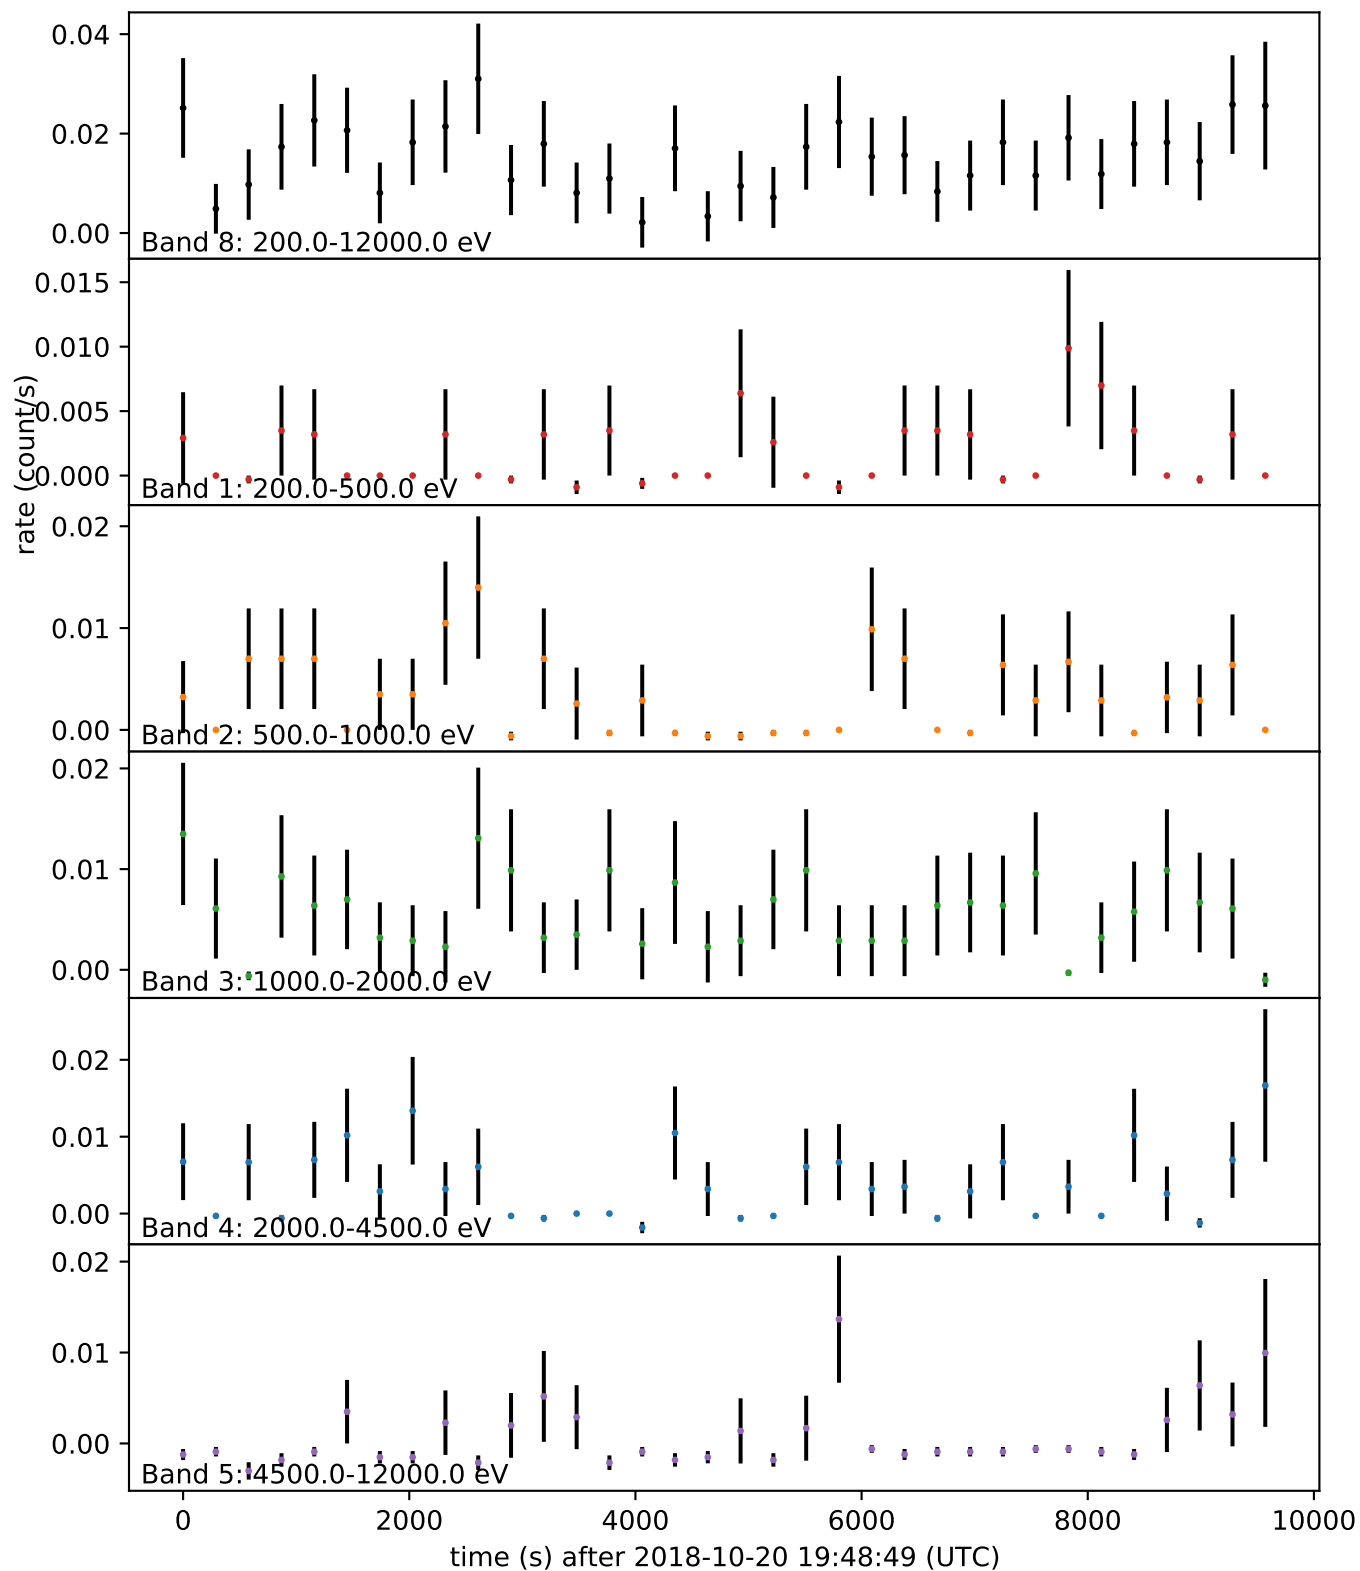 0.04
0.02
0.00
Band 8: 200.0-12000.0 eV
0.015
0.010
0.005
0.000
Band 1: 200.0-500.0 eV
rate (count/s)
0.02
0.01
0.00
Band 2: 500.0-1000.0 eV
0.02
0.01
0.00
Band 3: 1000.0-2000.0 eV
0.02
0.01
0.00
Band 4: 2000.0-4500.0 eV
0.02
0.01
0.00
Band 5: 4500.0-12000.0 eV
0 2000 4000 6000 8000 10000
time (s) after 2018-10-20 19:48:49 (UTC)